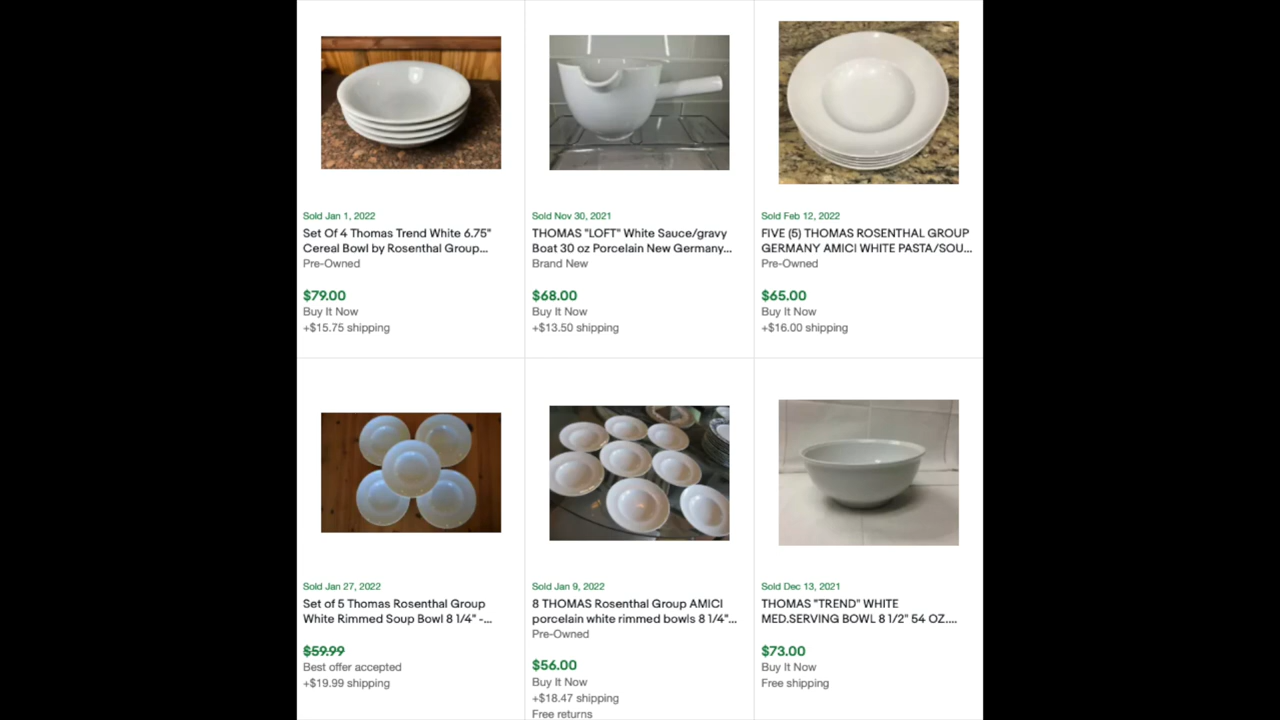 Sold Jan 1, 2022
Set Of 4 Thomas Trend White 6.75"
Cereal Bowl by Rosenthal Group...
Pre-Owned
$79.00
Buy It Now
+$15.75 shipping
Sold Nov 30, 2021
THOMAS "LOFT" White Sauce/gravy
Boat 30 oz Porcelain New Germany...
Brand New
$68.00
Buy It Now
+$13.50 shipping
Sold Feb 12, 2022
FIVE (5) THOMAS ROSENTHAL GROUP
GERMANY AMICI WHITE PASTA/SOU...
Pre-Owned
$65.00
Buy It Now
+$16.00 shipping
Sold Jan 27, 2022
Set of 5 Thomas Rosenthal Group
White Rimmed Soup Bowl 8 1/4" -...
$59.99
Best offer accepted
+$19.99 shipping
Sold Jan 9, 2022
8 THOMAS Rosenthal Group AMICI
porcelain white rimmed bowls 8 1/4"...
Pre-Owned
$56.00
Buy It Now
+$18.47 shipping
Free returns
Sold Dec 13, 2021
THOMAS "TREND" WHITE
MED.SERVING BOWL 8 1/2" 54 OZ....
$73.00
Buy It Now
Free shipping